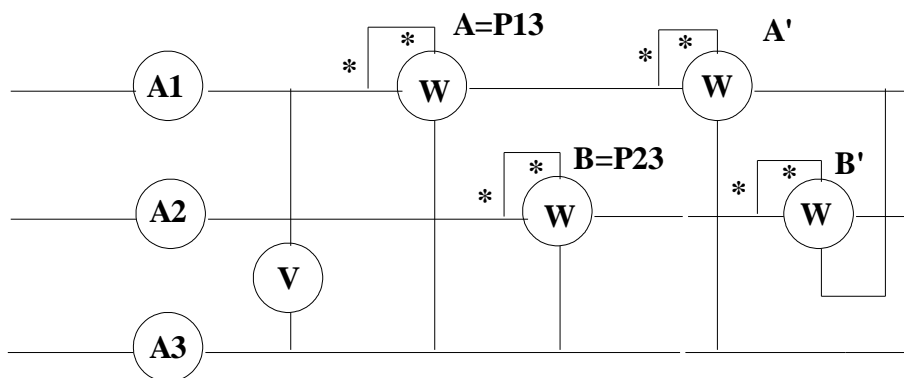 * * A=P13 * * A'
A1 W W
* * B=P23 * * B'
A2 W W
V
A3